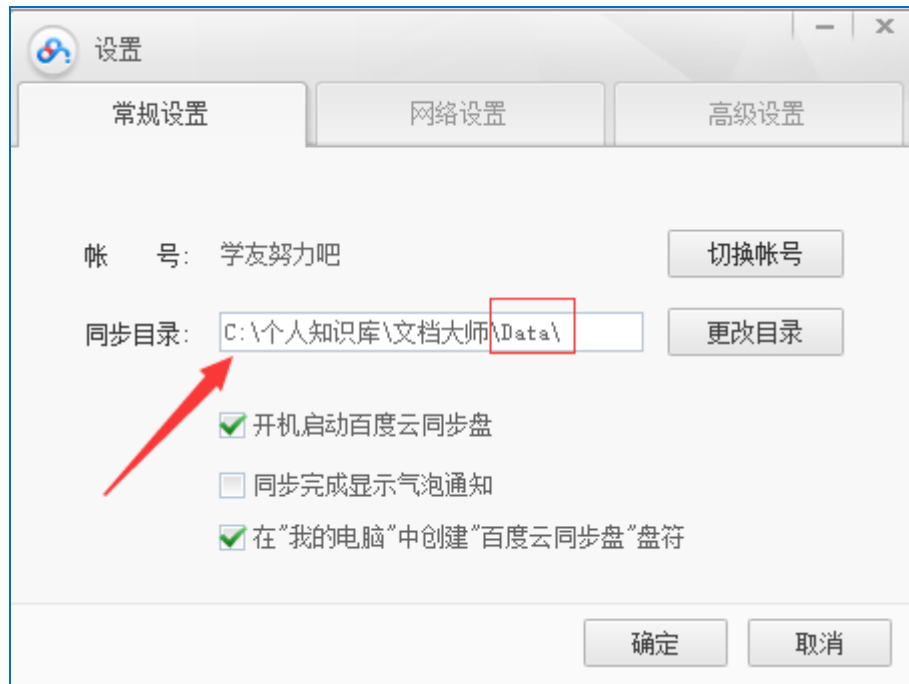 设置
常规设置 网络设置 高级设置
帐 号: 学友努力吧 切换帐号
同步目录: C:\个人知识库\文档大师\Data\ 更改目录
开机启动百度云同步盘
同步完成显示气泡通知
在"我的电脑"中创建"百度云同步盘"盘符
确定 取消